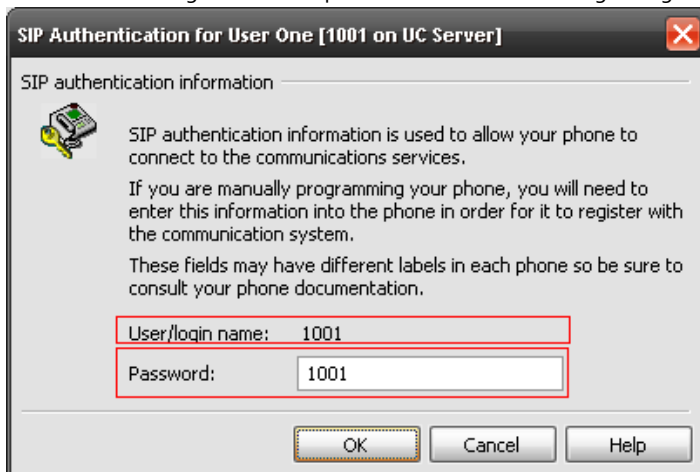 SIP Authentication for User One [1001 on UC Server]
SIP authentication information
SIP authentication information is used to allow your phone to
connect to the communications services.
If you are manually programming your phone, you will need to
enter this information into the phone in order for it to register with
the communication system.
These fields may have different labels in each phone so be sure to
consult your phone documentation.
User/login name: 1001
Password: 1001
OK Cancel Help